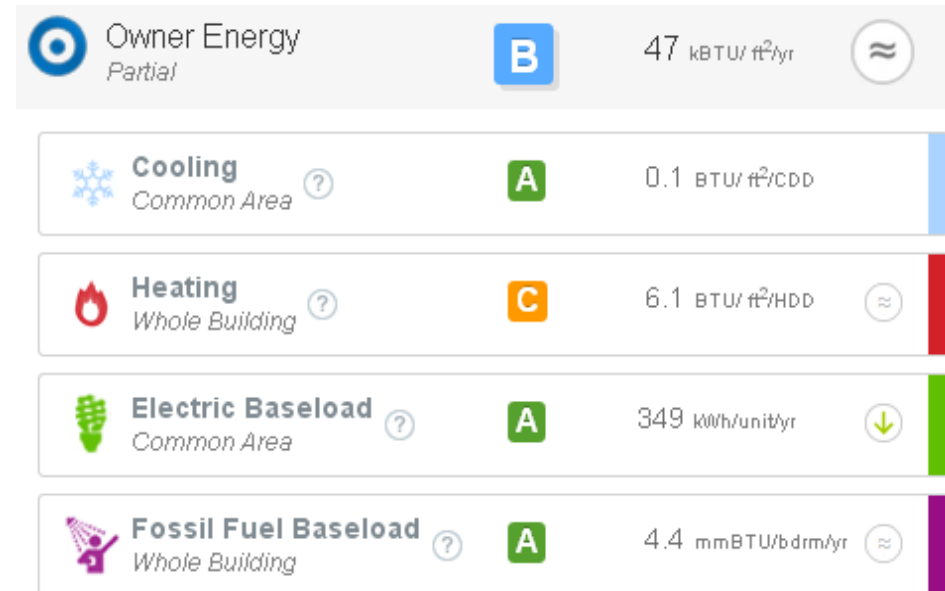 Owner Energy
Partial
B
47 kBTU/ft²/yr
≈
Cooling
Common Area
?
A
0.1 BTU/ft²/CDD
Heating
Whole Building
?
C
6.1 BTU/ft²/HDD
≈
Electric Baseload
Common Area
?
A
349 kWh/unit/yr
↓
Fossil Fuel Baseload
Whole Building
?
A
4.4 mmBTU/bdrm/yr
≈